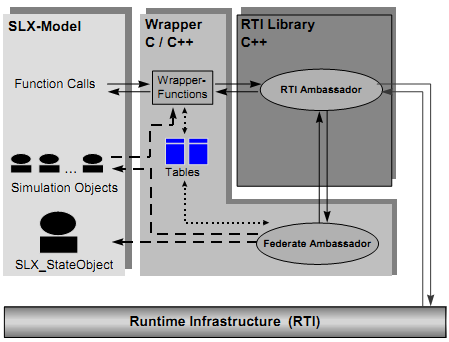 SLX-Model
Wrapper
C / C++
RTI Library
C++
Function Calls
Wrapper-
Functions
RTI Ambassador
...
Simulation Objects
Tables
Federate Ambassador
SLX_StateObject
Runtime Infrastructure (RTI)